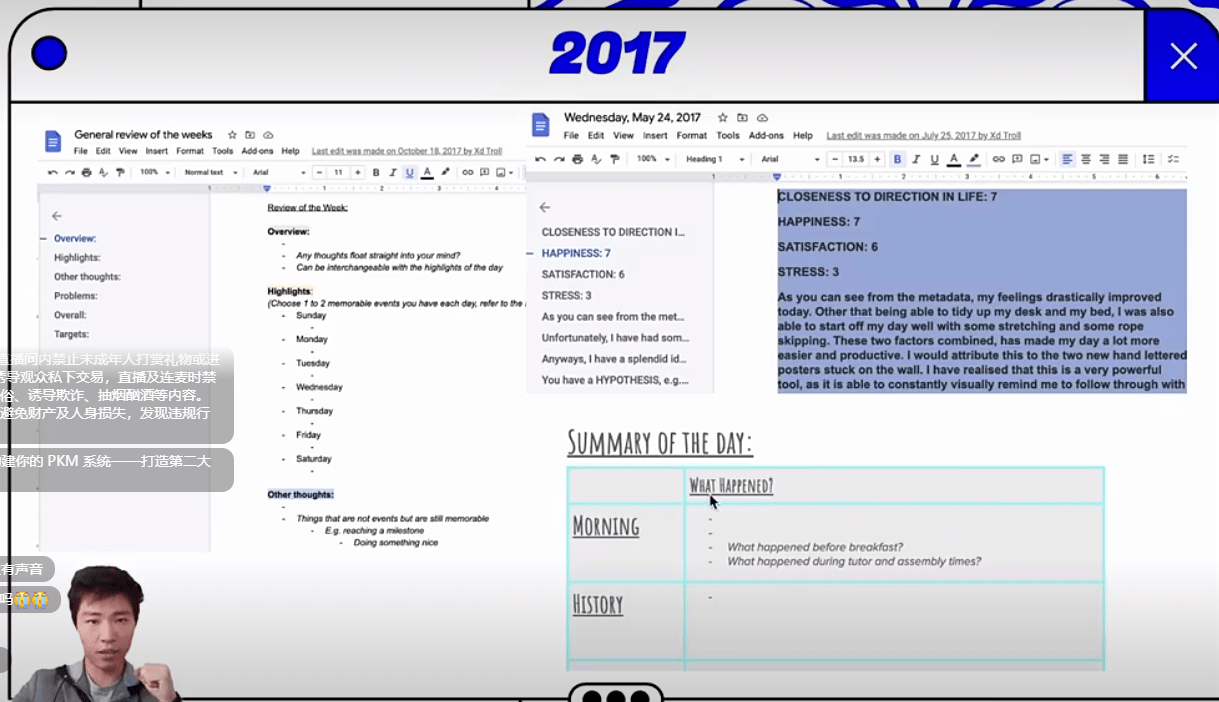 2017
General review of the weeks
File Edit View Insert Format Tools Add-ons Help Last edit was made on October 18, 2017 by Xd Troll
100% Normal text Arial 11 B I U A
1 1 2 3 4
Overview:
Highlights:
Other thoughts:
Problems:
Overall:
Targets:
Review of the Week:
Overview:
-
- Any thoughts float straight into your mind?
- Can be interchangeable with the highlights of the day
Highlights:
(Choose 1 to 2 memorable events you have each day, refer to the
- Sunday
-
- Monday
-
- Tuesday
-
- Wednesday
-
- Thursday
-
- Friday
-
- Saturday
-
Other thoughts:
-
- Things that are not events but are still memorable
- E.g. reaching a milestone
- Doing something nice
Wednesday, May 24, 2017
File Edit View Insert Format Tools Add-ons Help Last edit was made on July 25, 2017 by Xd Troll
100% Heading 1 Arial 13.5 B I U A
1 1 2 3 4 5 6
CLOSENESS TO DIRECTION I...
HAPPINESS: 7
SATISFACTION: 6
STRESS: 3
As you can see from the met...
Unfortunately, I have had som...
Anyways, I have a splendid id...
You have a HYPOTHESIS, e.g....
CLOSENESS TO DIRECTION IN LIFE: 7
HAPPINESS: 7
SATISFACTION: 6
STRESS: 3
As you can see from the metadata, my feelings drastically improved
today. Other that being able to tidy up my desk and my bed, I was also
able to start off my day well with some stretching and some rope
skipping. These two factors combined, has made my day a lot more
easier and productive. I would attribute this to the two new hand lettered
posters stuck on the wall. I have realised that this is a very powerful
tool, as it is able to constantly visually remind me to follow through with
SUMMARY OF THE DAY:
WHAT HAPPENED?
MORNING
-
-
- What happened before breakfast?
- What happened during tutor and assembly times?
HISTORY
-
直播间内禁止未成年人打赏礼物或进
诱导观众私下交易，直播及连麦时禁
俗、诱导欺诈、抽烟酗酒等内容。
避免财产及人身损失，发现违规行
建你的 PKM 系统——打造第二大
有声音
吗😭😭